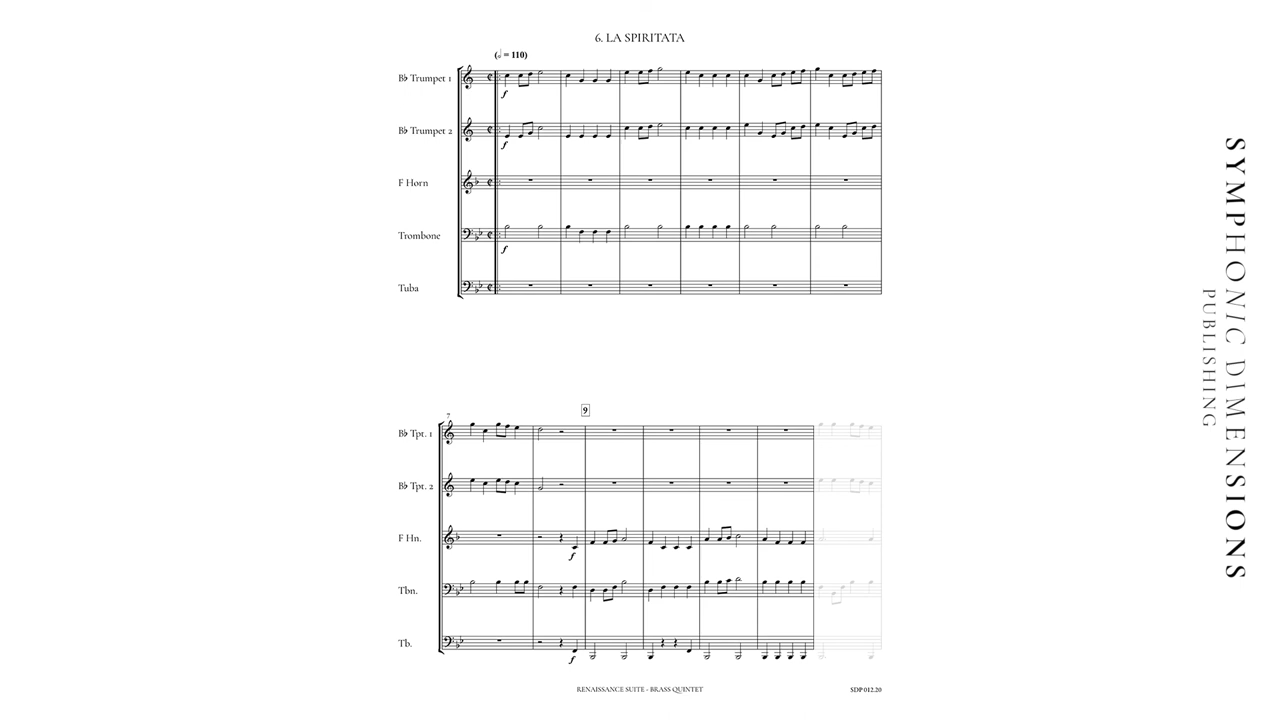 6. LA SPIRITATA
(𝅗𝅥 = 110)
B♭ Trumpet 1
f
B♭ Trumpet 2
f
F Horn
Trombone
f
Tuba
7
9
B♭ Tpt. 1
B♭ Tpt. 2
F Hn.
f
Tbn.
Tb.
f
RENAISSANCE SUITE - BRASS QUINTET
SDP 012.20
SYMPHONIC DIMENSIONS
PUBLISHING